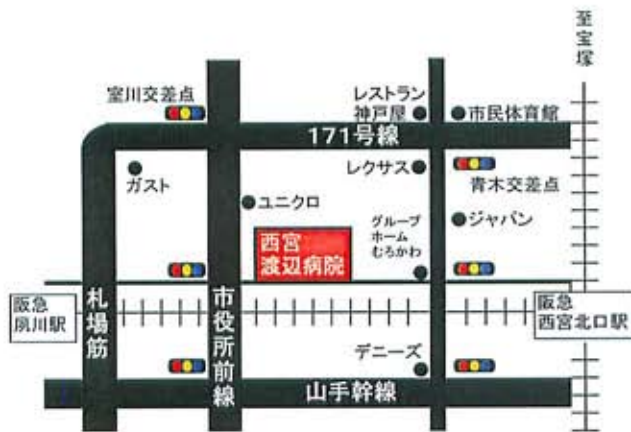 至宝塚
室川交差点
レストラン
神戸屋
市民体育館
171号線
ガスト
レクサス
青木交差点
ユニクロ
ジャパン
西宮
渡辺病院
グループ
ホーム
むろかわ
阪急
夙川駅
札場筋
市役所前線
阪急
西宮北口駅
デニーズ
山手幹線